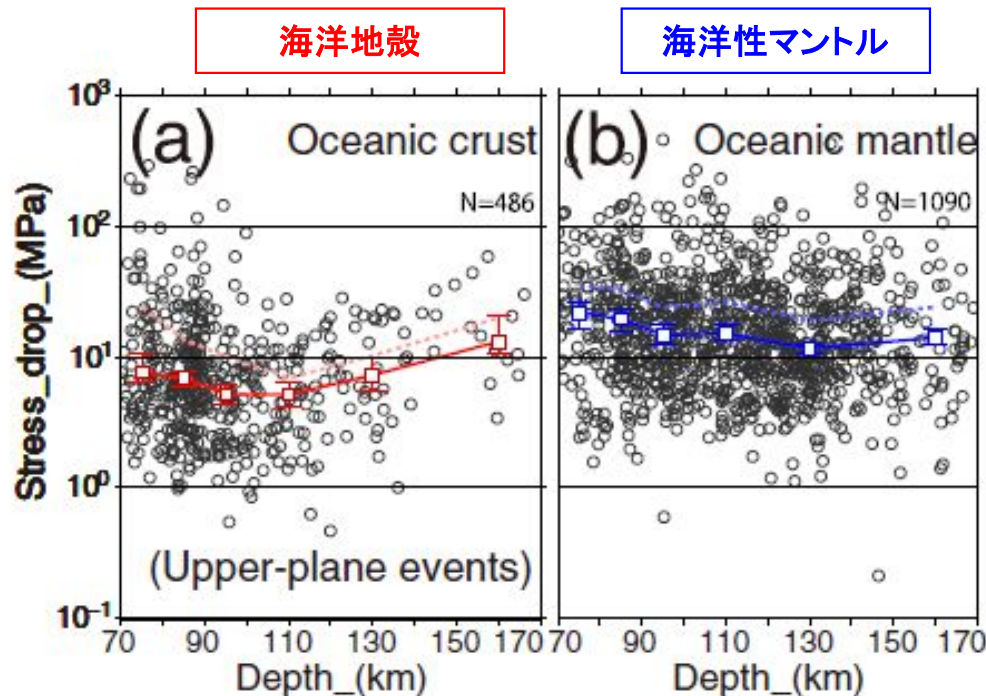 海洋地殻
海洋性マントル
(a)
Oceanic crust
N=486
(Upper-plane events)
(b)
Oceanic mantle
N=1090
Stress_drop_(MPa)
10³
10²
10¹
10⁰
10⁻¹
70 90 110 130 150 170
Depth_(km)
70 90 110 130 150 170
Depth_(km)